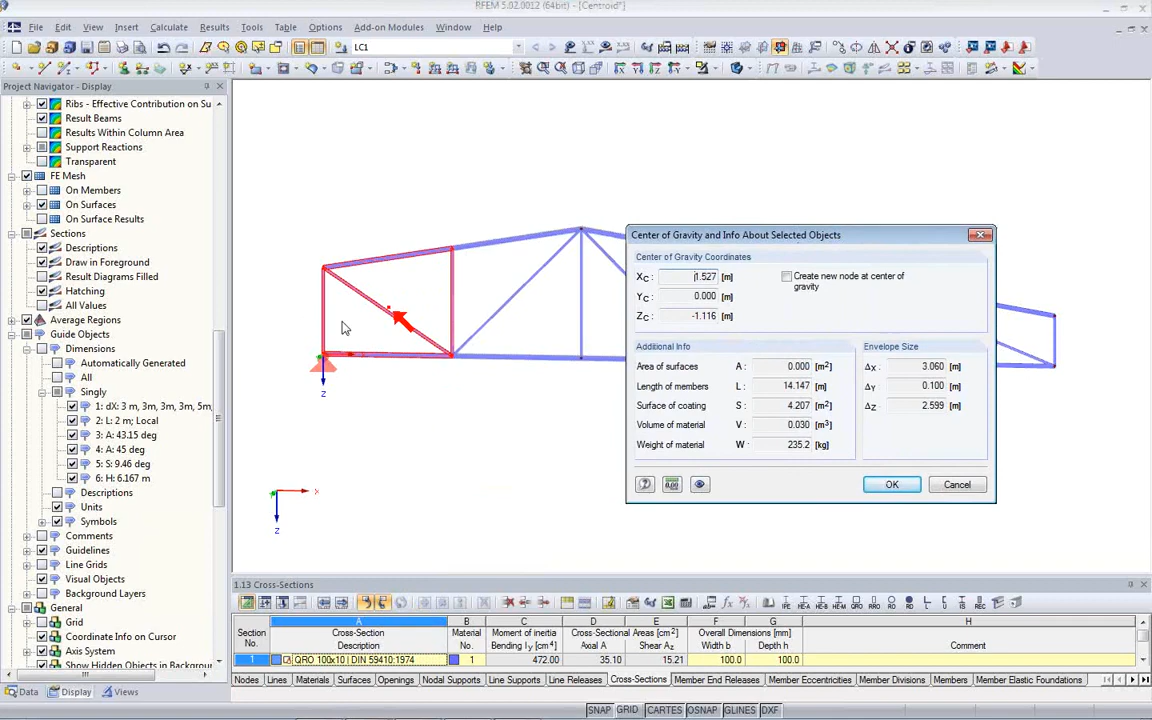 RFEM 5.02.0012 (64bit) - [Centroid*]
File Edit View Insert Calculate Results Tools Table Options Add-on Modules Window Help
LC1
Project Navigator - Display
Ribs - Effective Contribution on Su
Result Beams
Results Within Column Area
Support Reactions
Transparent
FE Mesh
On Members
On Surfaces
On Surface Results
Sections
Descriptions
Draw in Foreground
Result Diagrams Filled
Hatching
All Values
Average Regions
Guide Objects
Dimensions
Automatically Generated
All
Singly
1: dX: 3 m, 3m, 3m, 3m, 5m,
2: L: 2 m; Local
3: A: 43.15 deg
4: A: 45 deg
5: S: 9.46 deg
6: H: 6.167 m
Descriptions
Units
Symbols
Comments
Guidelines
Line Grids
Visual Objects
Background Layers
General
Grid
Coordinate Info on Cursor
Axis System
Show Hidden Objects in Backgroun
Data Display Views
z
x
z
Center of Gravity and Info About Selected Objects
Center of Gravity Coordinates
XC : 1.527 [m]
YC : 0.000 [m]
ZC : -1.116 [m]
Create new node at center of
gravity
Additional Info
Area of surfaces A : 0.000 [m2]
Length of members L : 14.147 [m]
Surface of coating S : 4.207 [m2]
Volume of material V : 0.030 [m3]
Weight of material W : 235.2 [kg]
Envelope Size
ΔX : 3.060 [m]
ΔY : 0.100 [m]
ΔZ : 2.599 [m]
OK Cancel
1.13 Cross-Sections
A B C D E F G H
Section Cross-Section Material Moment of inertia Cross-Sectional Areas [cm2] Overall Dimensions [mm]
No. Description No. Bending Iy [cm4] Axial A Shear Az Width b Depth h Comment
1 QRO 100x10 | DIN 59410:1974 1 472.00 35.10 15.21 100.0 100.0
Nodes Lines Materials Surfaces Openings Nodal Supports Line Supports Line Releases Cross-Sections Member End Releases Member Eccentricities Member Divisions Members Member Elastic Foundations
SNAP GRID CARTES OSNAP GLINES DXF